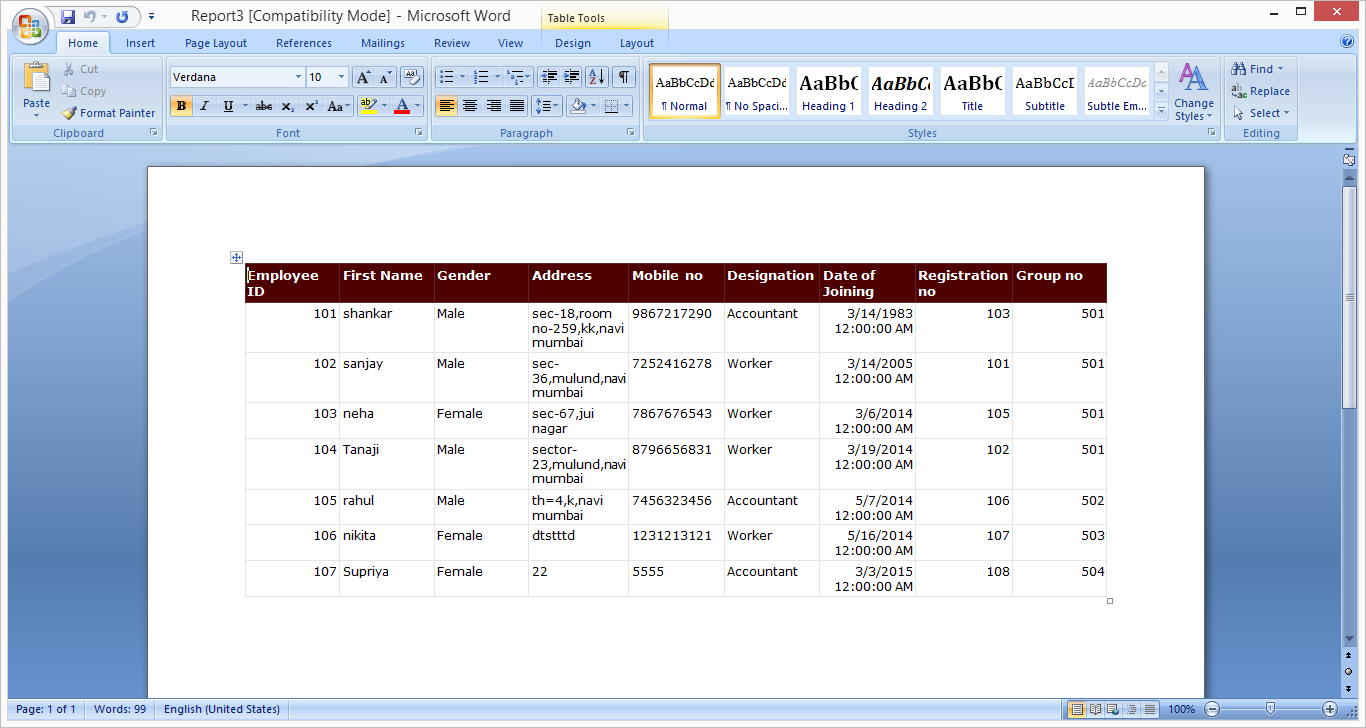 Report3 [Compatibility Mode] - Microsoft Word
Table Tools
Home Insert Page Layout References Mailings Review View Design Layout
Paste
Cut
Copy
Format Painter
Clipboard
Verdana 10
B I U abc x₂ x² Aa
Font
Paragraph
AaBbCcDd AaBbCcDd AaBbC AaBbCc AaBbC AaBbCcD AaBbCcDd
¶ Normal ¶ No Spaci... Heading 1 Heading 2 Title Subtitle Subtle Em...
Change
Styles
Styles
Find
Replace
Select
Editing
Employee ID First Name Gender Address Mobile no Designation Date of Joining Registration no Group no
101 shankar Male sec-18,room no-259,kk,navi mumbai 9867217290 Accountant 3/14/1983 12:00:00 AM 103 501
102 sanjay Male sec-36,mulund,navi mumbai 7252416278 Worker 3/14/2005 12:00:00 AM 101 501
103 neha Female sec-67,jui nagar 7867676543 Worker 3/6/2014 12:00:00 AM 105 501
104 Tanaji Male sector-23,mulund,navi mumbai 8796656831 Worker 3/19/2014 12:00:00 AM 102 501
105 rahul Male th=4,k,navi mumbai 7456323456 Accountant 5/7/2014 12:00:00 AM 106 502
106 nikita Female dtstttd 1231213121 Worker 5/16/2014 12:00:00 AM 107 503
107 Supriya Female 22 5555 Accountant 3/3/2015 12:00:00 AM 108 504
Page: 1 of 1 Words: 99 English (United States) 100%